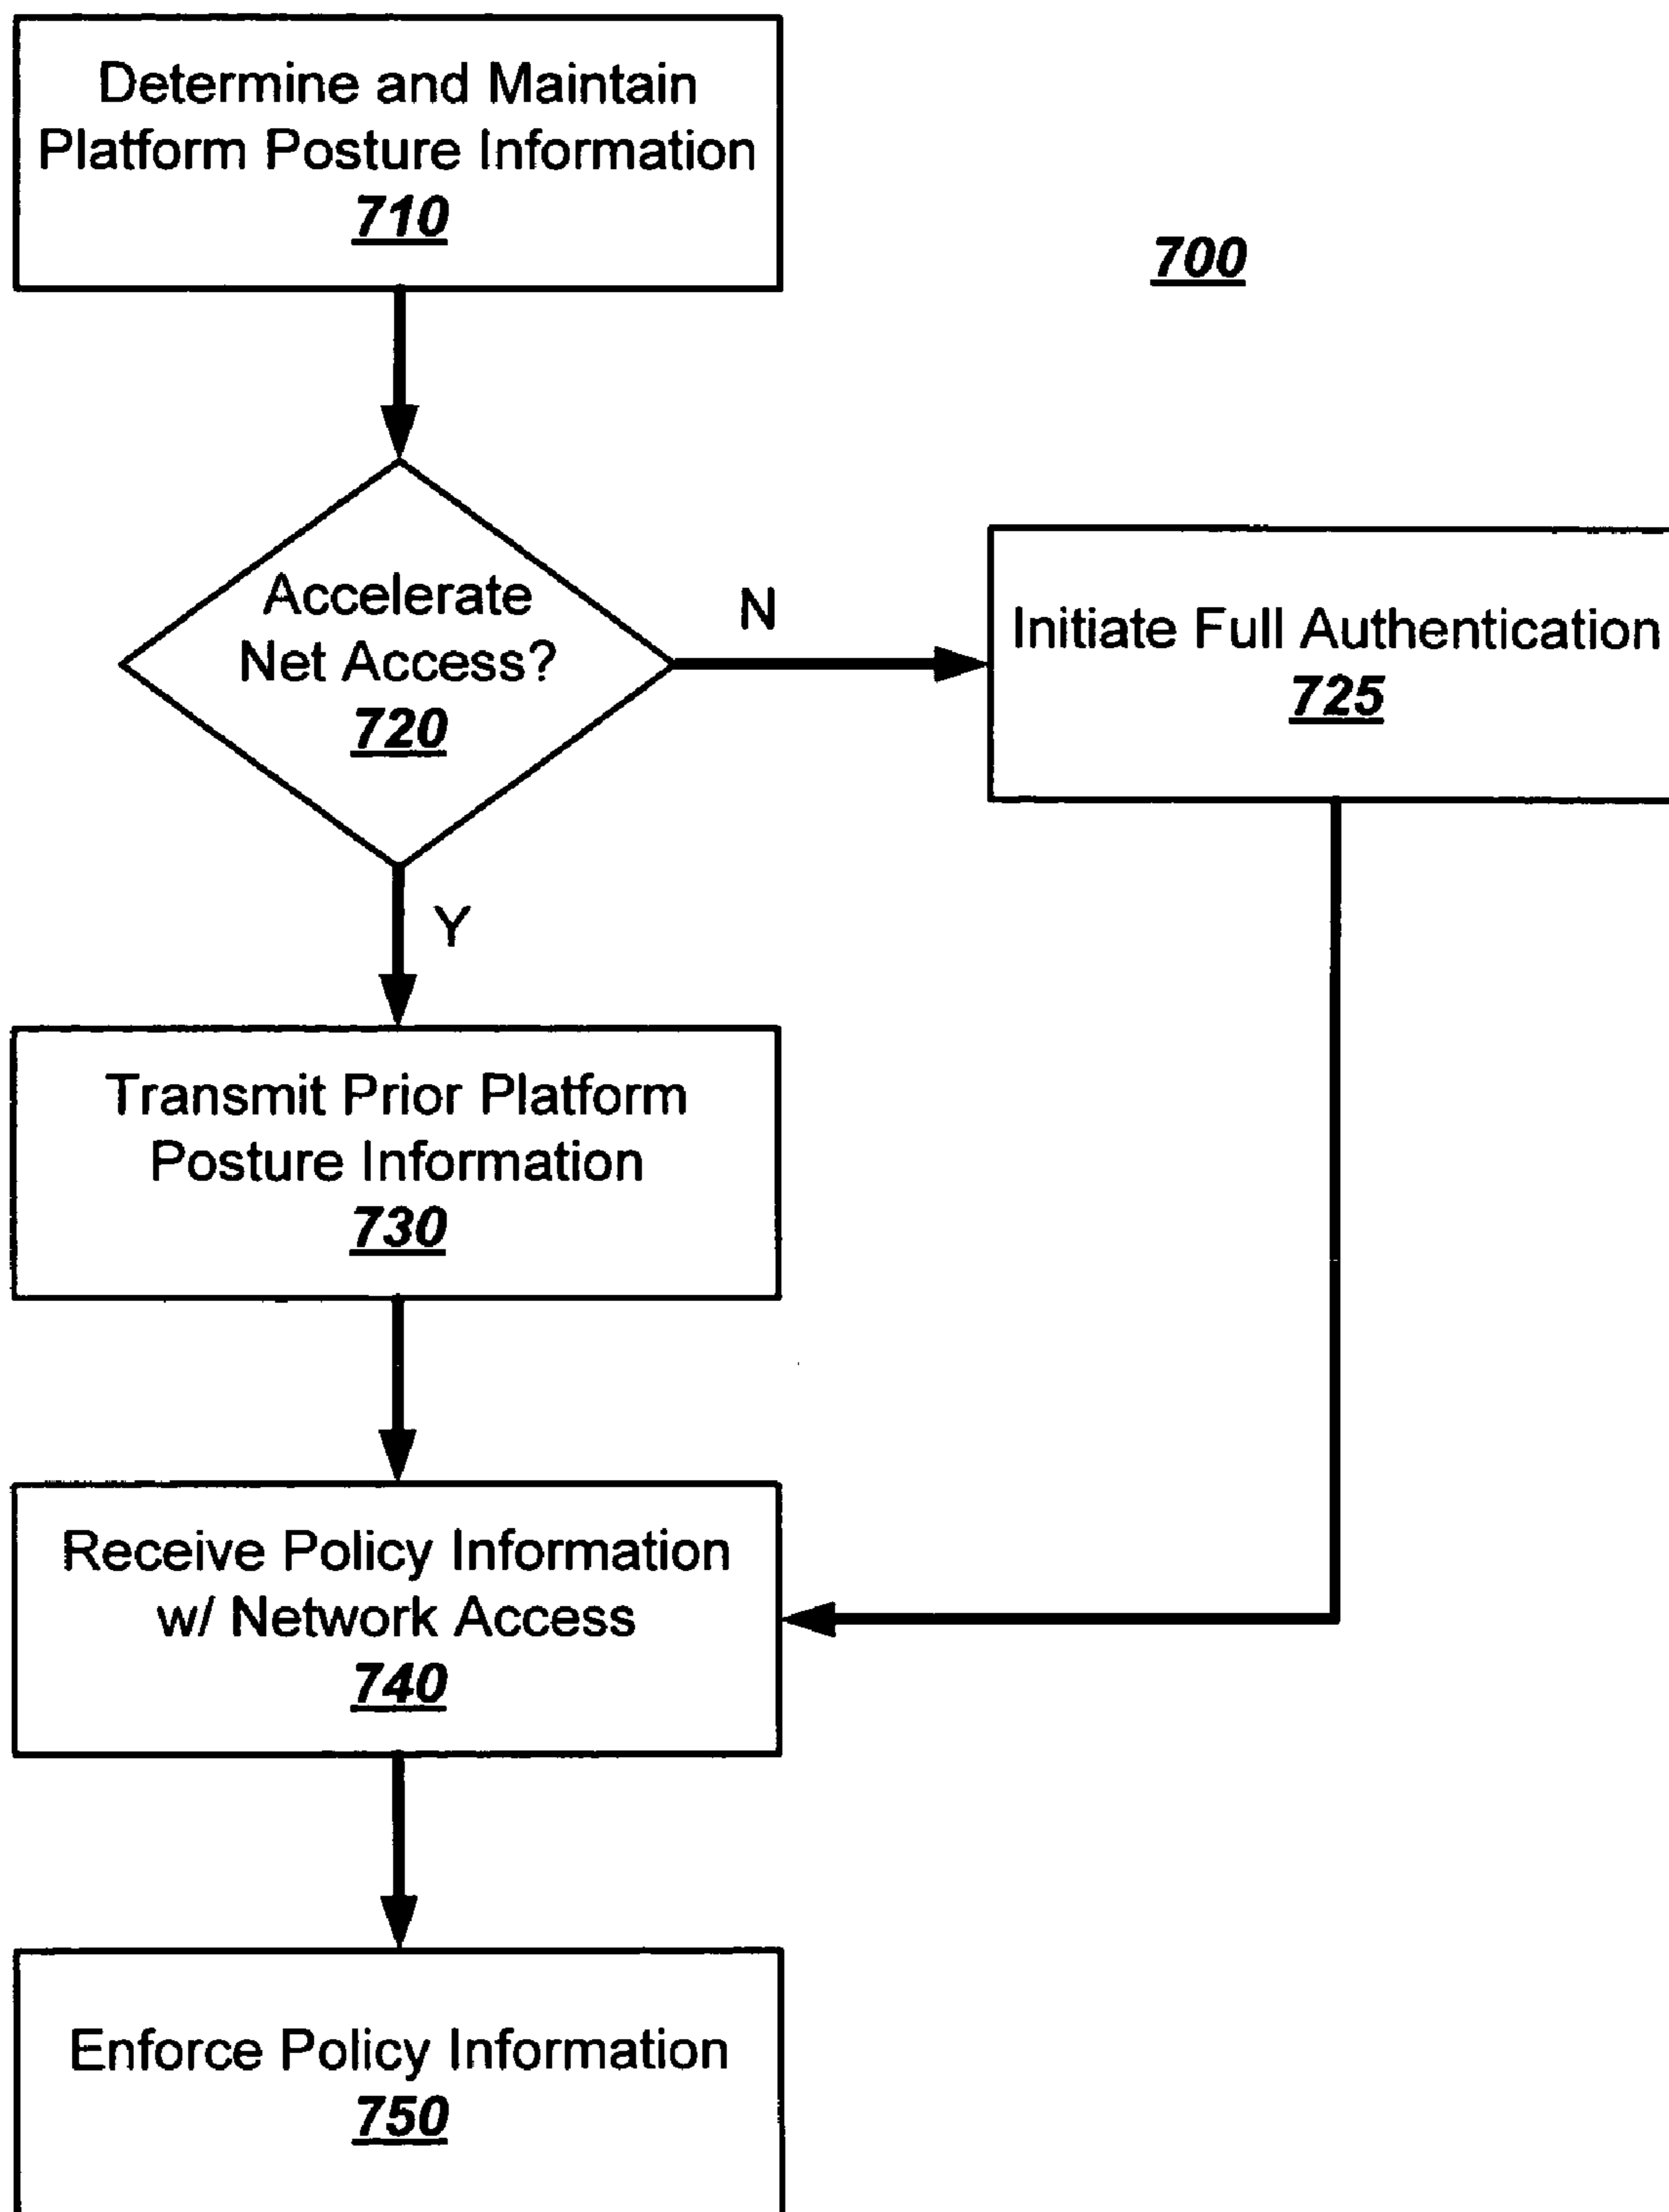 Determine and Maintain
Platform Posture Information
710
700
Accelerate
Net Access?
720
N
Initiate Full Authentication
725
Y
Transmit Prior Platform
Posture Information
730
Receive Policy Information
w/ Network Access
740
Enforce Policy Information
750